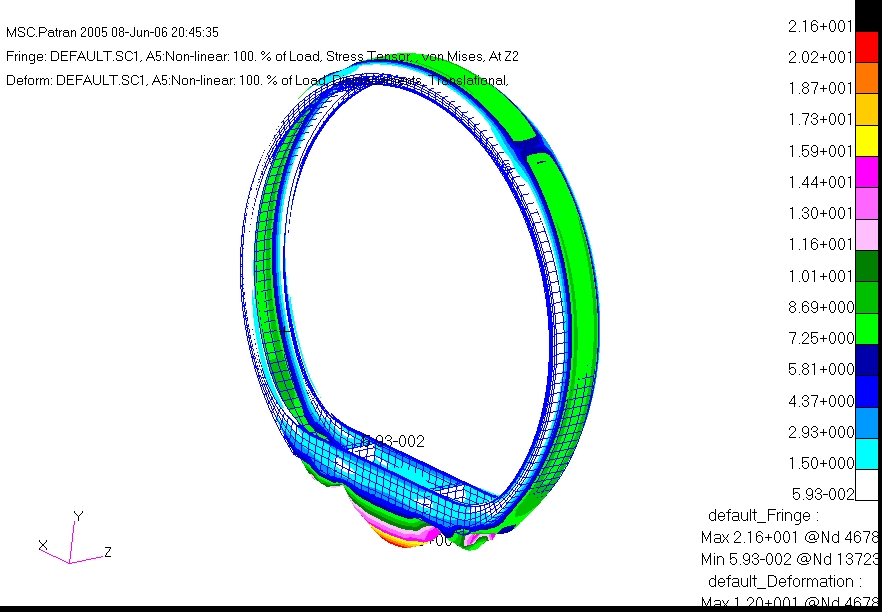 MSC.Patran 2005 08-Jun-06 20:45:35
Fringe: DEFAULT.SC1, A5:Non-linear: 100. % of Load, Stress Tensor, , von Mises, At Z2
Deform: DEFAULT.SC1, A5:Non-linear: 100. % of Load, Displacements, Translational,
2.16+001
2.02+001
1.87+001
1.73+001
1.59+001
1.44+001
1.30+001
1.16+001
1.01+001
8.69+000
7.25+000
5.81+000
4.37+000
2.93+000
1.50+000
5.93-002
5.93-002
X
Y
Z
default_Fringe :
Max 2.16+001 @Nd 4678
Min 5.93-002 @Nd 13723
default_Deformation :
Max 1.20+001 @Nd 4678